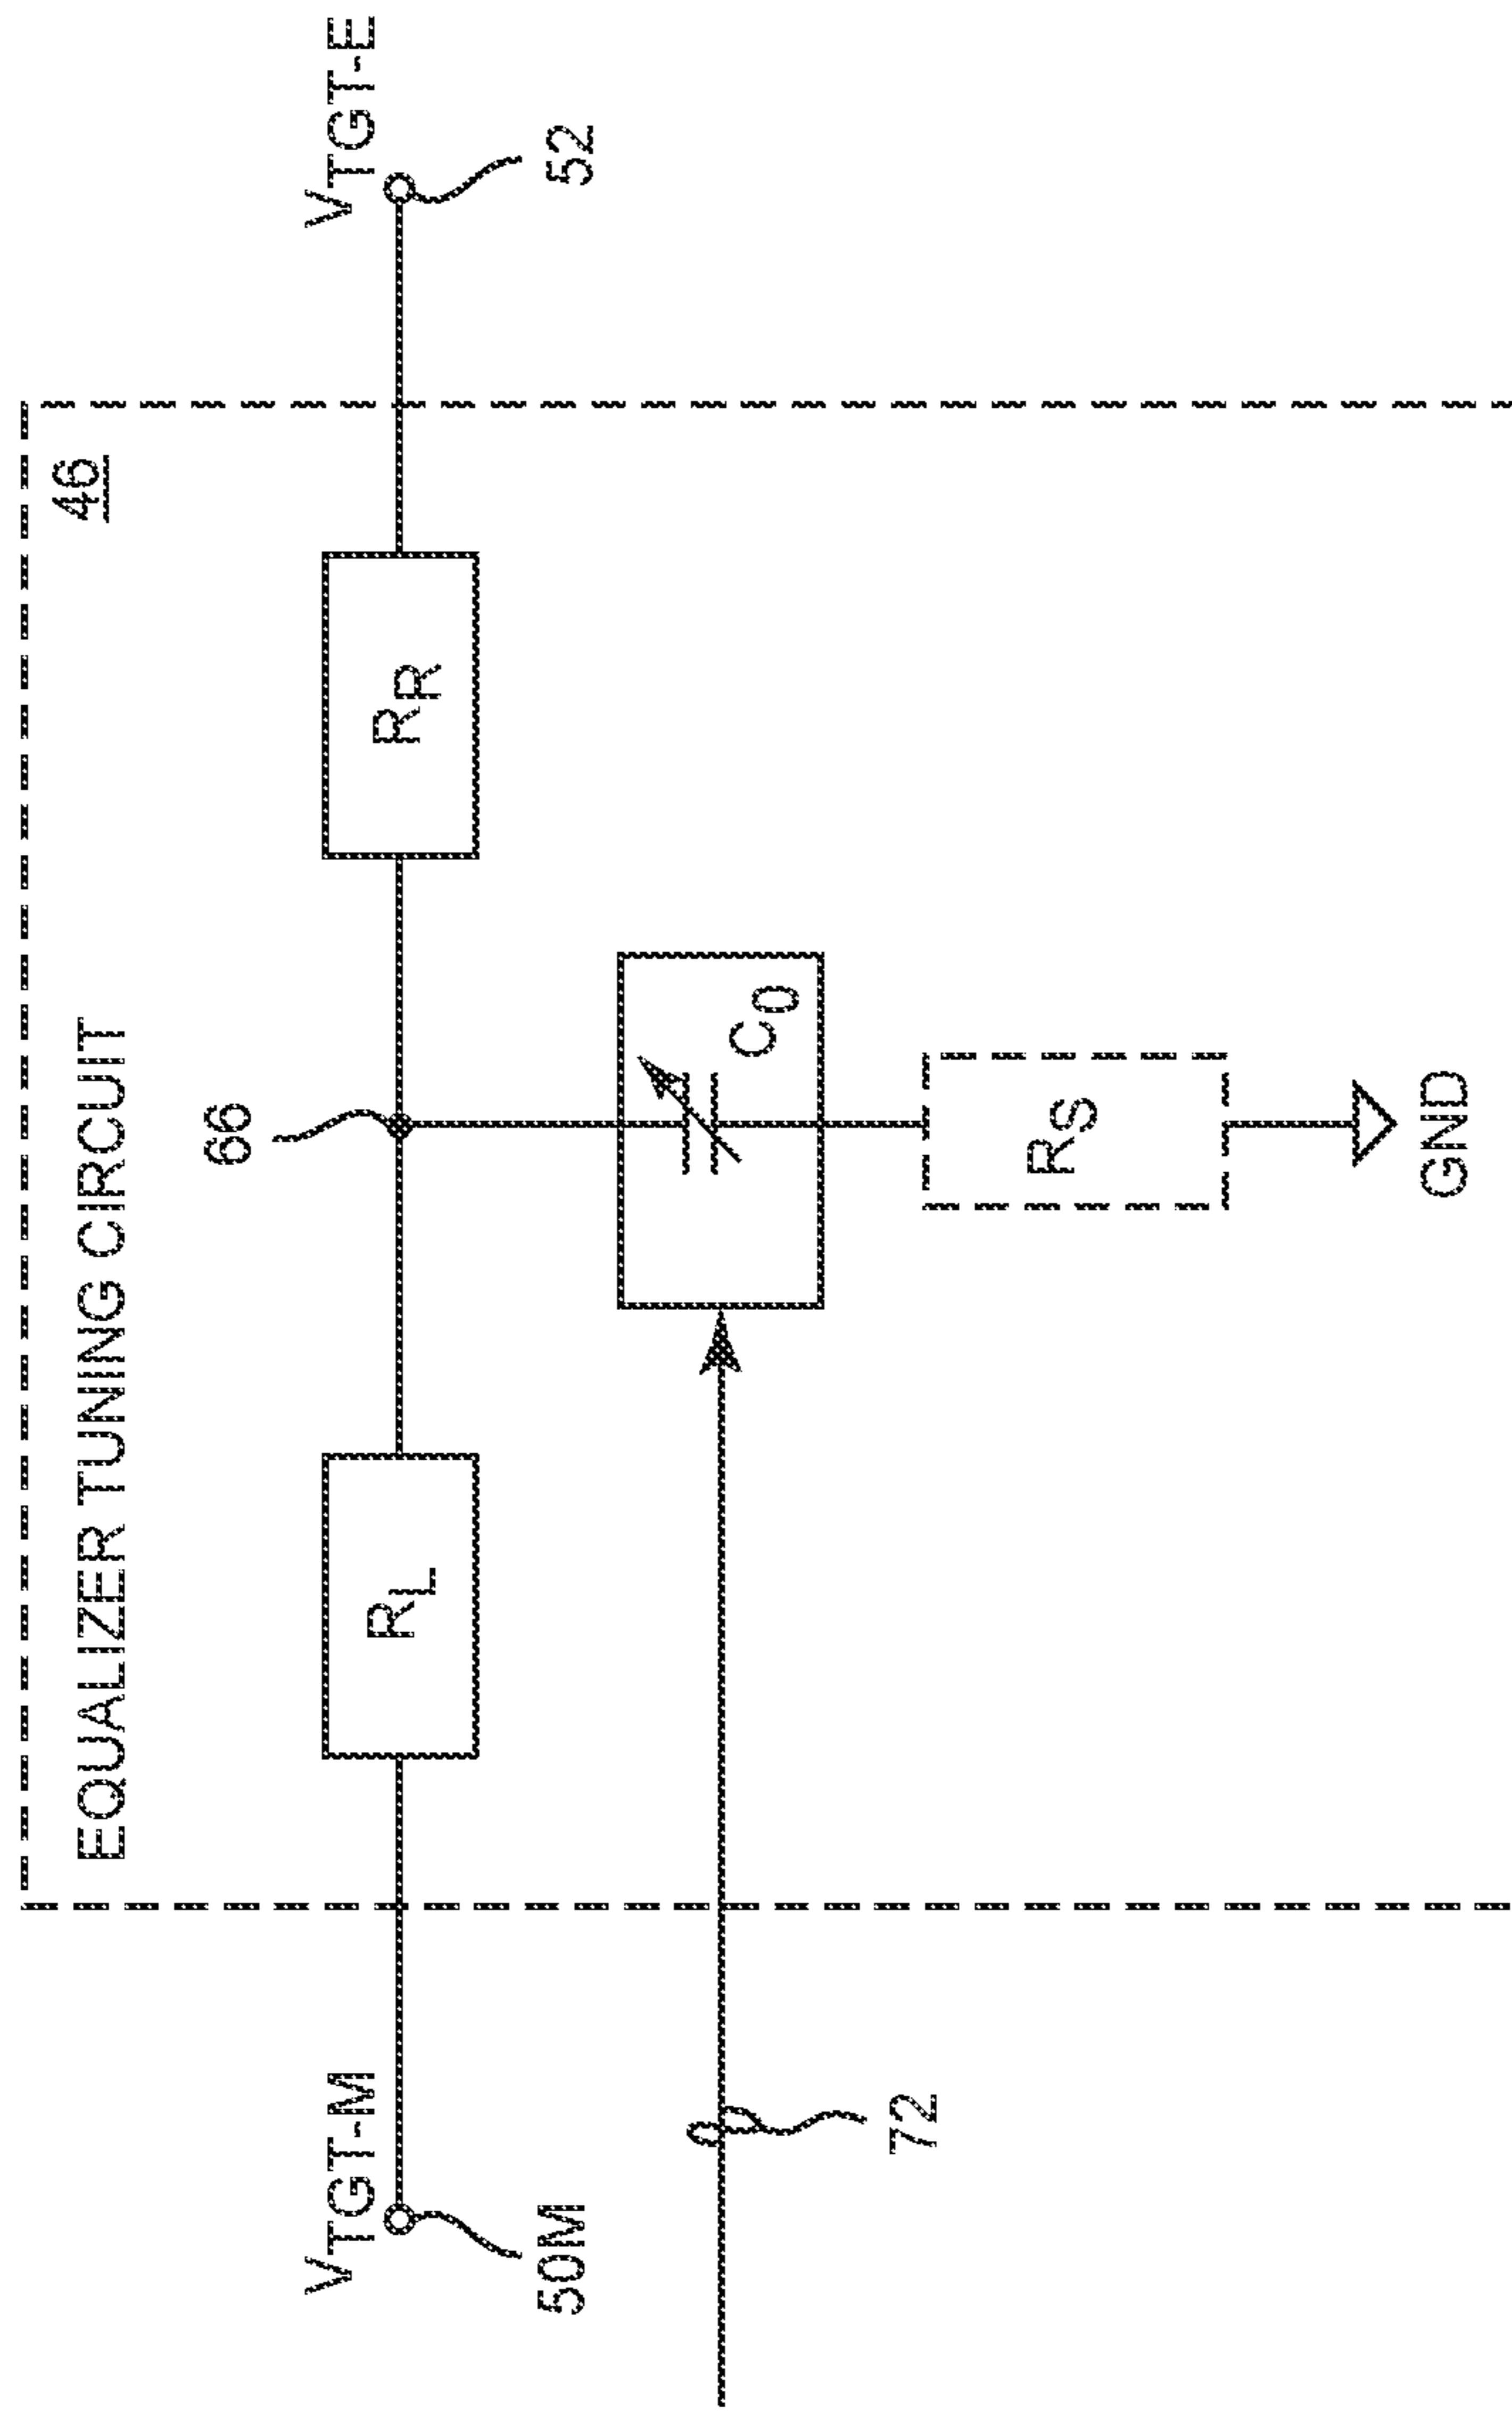 EQUALIZER TUNING CIRCUIT
46
66
VTGT-M
RL
RR
VTGT-E
50M
52
C0
72
RS
GND